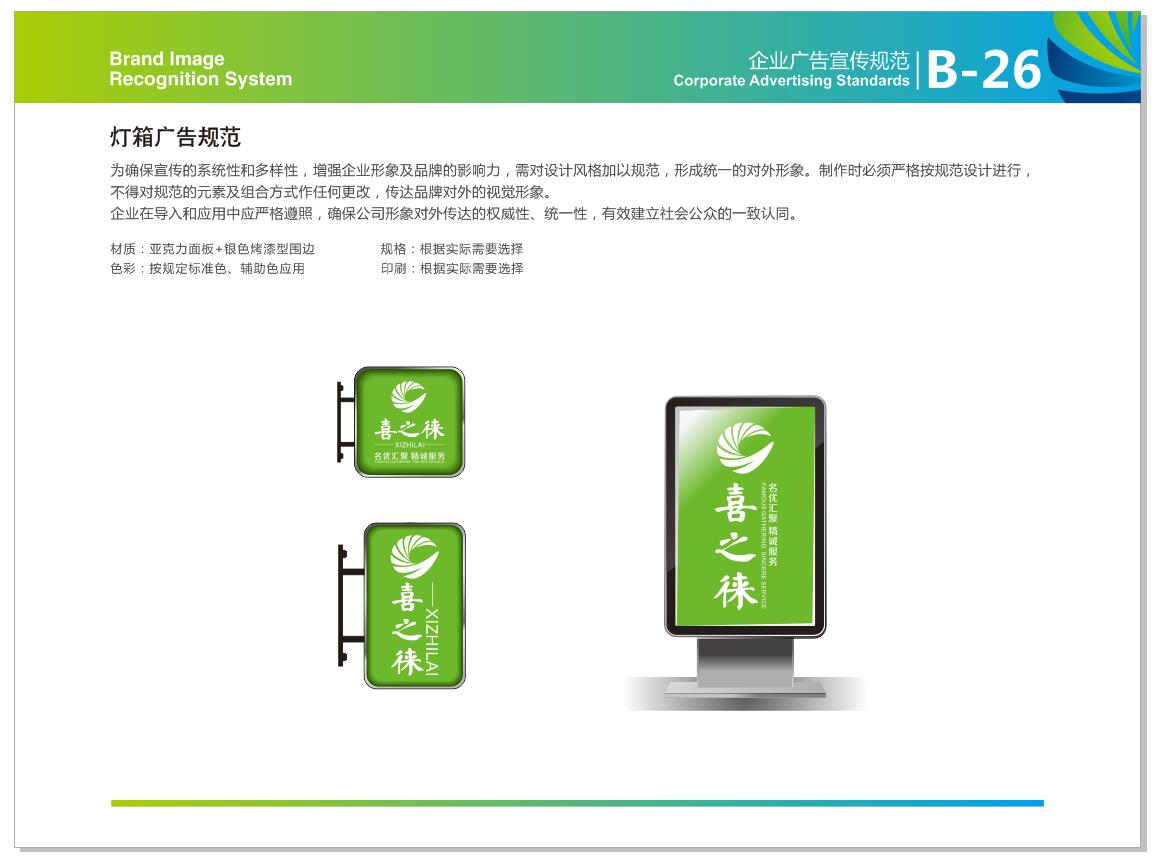 Brand Image
Recognition System
企业广告宣传规范
Corporate Advertising Standards
B-26
灯箱广告规范
为确保宣传的系统性和多样性，增强企业形象及品牌的影响力，需对设计风格加以规范，形成统一的对外形象。制作时必须严格按规范设计进行，
不得对规范的元素及组合方式作任何更改，传达品牌对外的视觉形象。
企业在导入和应用中应严格遵照，确保公司形象对外传达的权威性、统一性，有效建立社会公众的一致认同。
材质：亚克力面板+银色烤漆型围边
规格：根据实际需要选择
色彩：按规定标准色、辅助色应用
印刷：根据实际需要选择
喜之徕
XIZHILAI
名优汇聚 精诚服务
FAMOUS GATHERING SINCERE SERVICE
喜之徕
XIZHILAI
喜之徕
名优汇聚 精诚服务
FAMOUS GATHERING SINCERE SERVICE